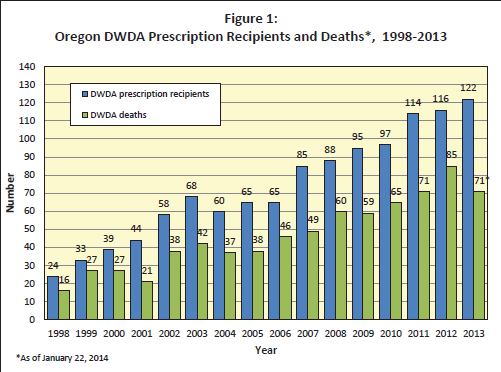 Figure 1:
Oregon DWDA Prescription Recipients and Deaths*, 1998-2013
140
130
120
110
100
90
80
70
60
50
40
30
20
10
0
Number
DWDA prescription recipients
DWDA deaths
24 16 33 27 39 27 44 21 58 38 68 42 60 37 65 38 65 46 85 49 88 60 95 59 97 65 114 71 116 85 122 71*
1998 1999 2000 2001 2002 2003 2004 2005 2006 2007 2008 2009 2010 2011 2012 2013
Year
*As of January 22, 2014